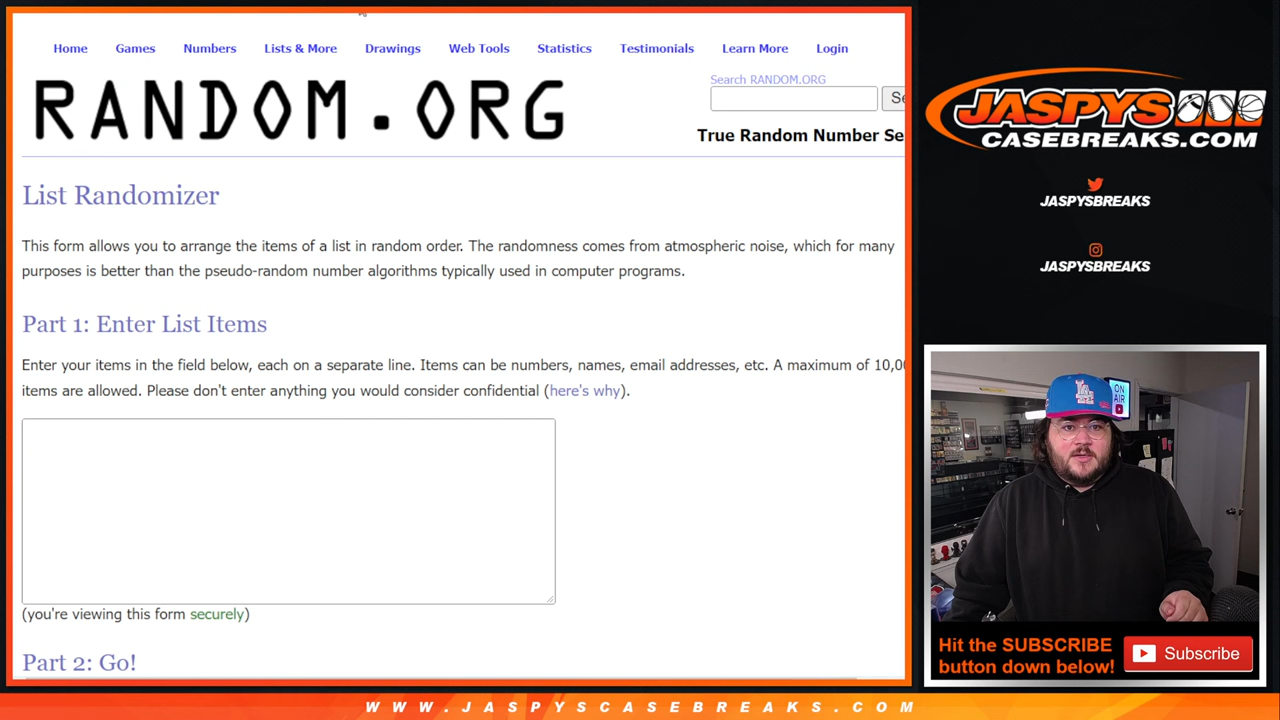 Home Games Numbers Lists & More Drawings Web Tools Statistics Testimonials Learn More Login
RANDOM.ORG
Search RANDOM.ORG
Se
True Random Number Se
List Randomizer
This form allows you to arrange the items of a list in random order. The randomness comes from atmospheric noise, which for many
purposes is better than the pseudo-random number algorithms typically used in computer programs.
Part 1: Enter List Items
Enter your items in the field below, each on a separate line. Items can be numbers, names, email addresses, etc. A maximum of 10,00
items are allowed. Please don't enter anything you would consider confidential (here's why).
(you're viewing this form securely)
Part 2: Go!
JASPYS
CASEBREAKS.COM
JASPYSBREAKS
JASPYSBREAKS
ON
AIR
LA
Hit the SUBSCRIBE
button down below!
Subscribe
WWW.JASPYSCASEBREAKS.COM